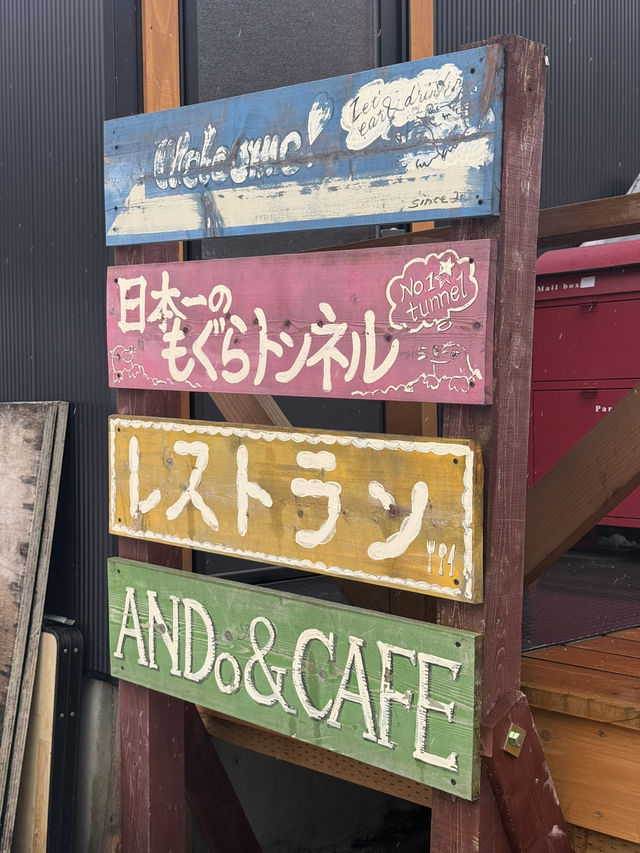 Welcome!
Let's
eat & drink
since 2
日本一の
もぐらトンネル
No.1
tunnel
レストラン
ANDo&CAFE
Mail box
Par